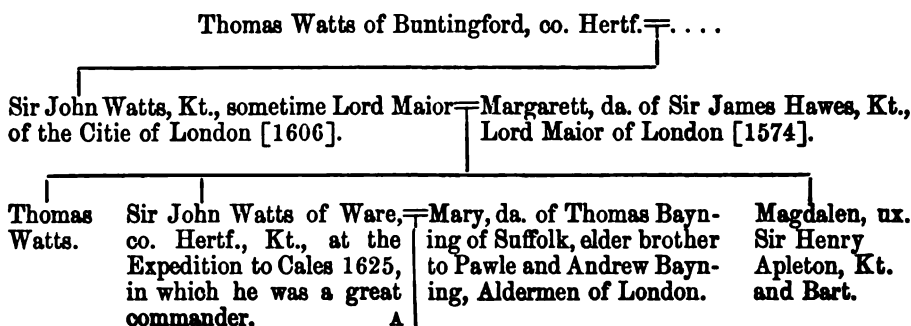 Thomas Watts of Buntingford, co. Hertf.=....
Sir John Watts, Kt., sometime Lord Maior=Margarett, da. of Sir James Hawes, Kt.,
of the Citie of London [1606]. Lord Maior of London [1574].
Thomas
Watts.
Sir John Watts of Ware,=
co. Hertf., Kt., at the
Expedition to Cales 1625,
in which he was a great
commander. A
Mary, da. of Thomas Bayn-
ing of Suffolk, elder brother
to Pawle and Andrew Bayn-
ing, Aldermen of London.
Magdalen, ux.
Sir Henry
Apleton, Kt.
and Bart.